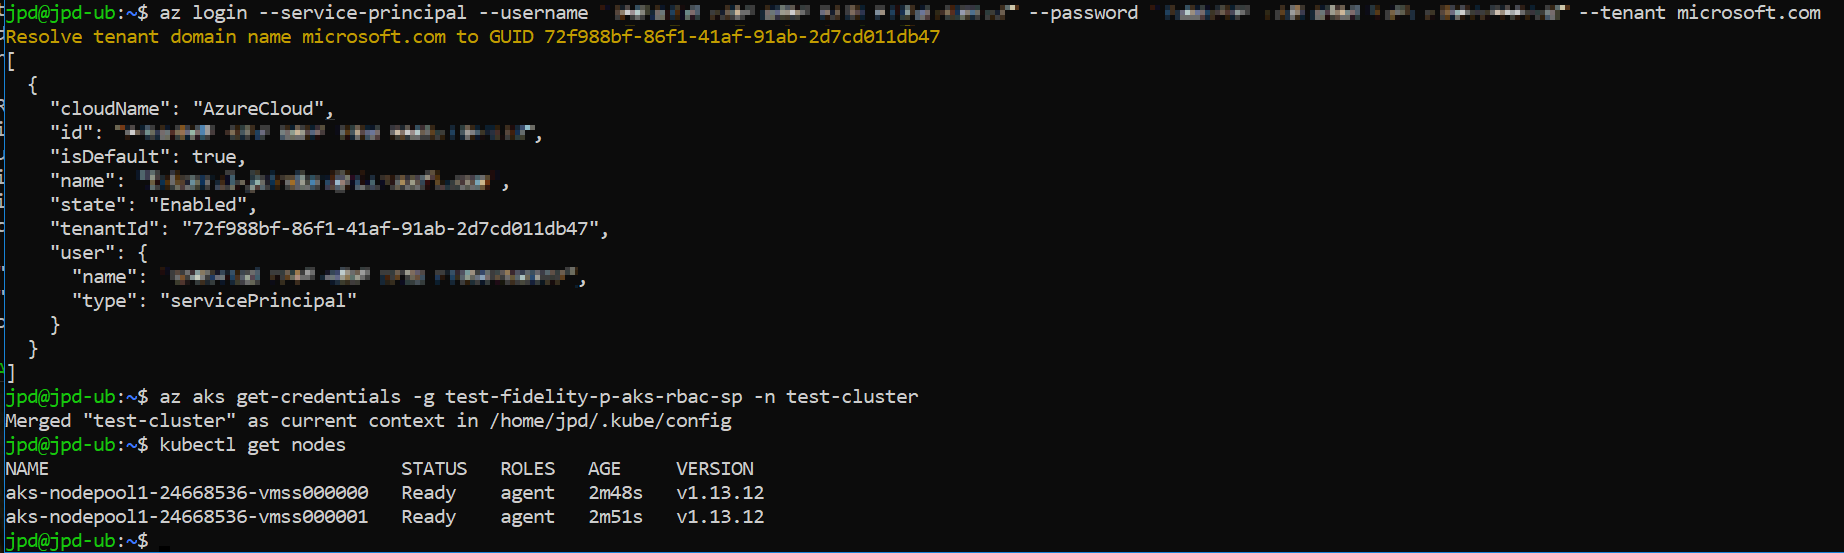 jpd@jpd-ub:~$ az login --service-principal --username --password --tenant microsoft.com
Resolve tenant domain name microsoft.com to GUID 72f988bf-86f1-41af-91ab-2d7cd011db47
[
  {
    "cloudName": "AzureCloud",
    "id": ",
    "isDefault": true,
    "name": ,
    "state": "Enabled",
    "tenantId": "72f988bf-86f1-41af-91ab-2d7cd011db47",
    "user": {
      "name": ,
      "type": "servicePrincipal"
    }
  }
]
jpd@jpd-ub:~$ az aks get-credentials -g test-fidelity-p-aks-rbac-sp -n test-cluster
Merged "test-cluster" as current context in /home/jpd/.kube/config
jpd@jpd-ub:~$ kubectl get nodes
NAME                                STATUS   ROLES   AGE     VERSION
aks-nodepool1-24668536-vmss000000   Ready    agent   2m48s   v1.13.12
aks-nodepool1-24668536-vmss000001   Ready    agent   2m51s   v1.13.12
jpd@jpd-ub:~$